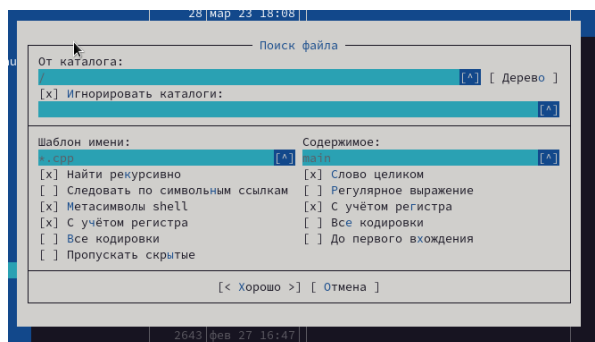 28 мар 23 18:08
Поиск файла
От каталога:
/ [^] [ Дерево ]
[x] Игнорировать каталоги:
[^]
Шаблон имени: Содержимое:
*.cpp [^] main [^]
[x] Найти рекурсивно [x] Слово целиком
[ ] Следовать по символьным ссылкам [ ] Регулярное выражение
[x] Метасимволы shell [x] С учётом регистра
[x] С учётом регистра [ ] Все кодировки
[ ] Все кодировки [ ] До первого вхождения
[ ] Пропускать скрытые
[< Хорошо >] [ Отмена ]
2643 фев 27 16:47